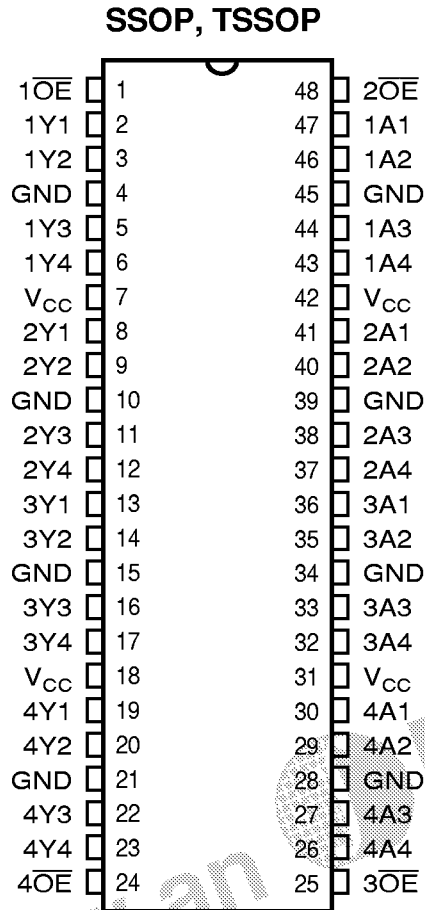 SSOP, TSSOP
1O̅E̅ 1 48 2O̅E̅
1Y1 2 47 1A1
1Y2 3 46 1A2
GND 4 45 GND
1Y3 5 44 1A3
1Y4 6 43 1A4
VCC 7 42 VCC
2Y1 8 41 2A1
2Y2 9 40 2A2
GND 10 39 GND
2Y3 11 38 2A3
2Y4 12 37 2A4
3Y1 13 36 3A1
3Y2 14 35 3A2
GND 15 34 GND
3Y3 16 33 3A3
3Y4 17 32 3A4
VCC 18 31 VCC
4Y1 19 30 4A1
4Y2 20 29 4A2
GND 21 28 GND
4Y3 22 27 4A3
4Y4 23 26 4A4
4O̅E̅ 24 25 3O̅E̅